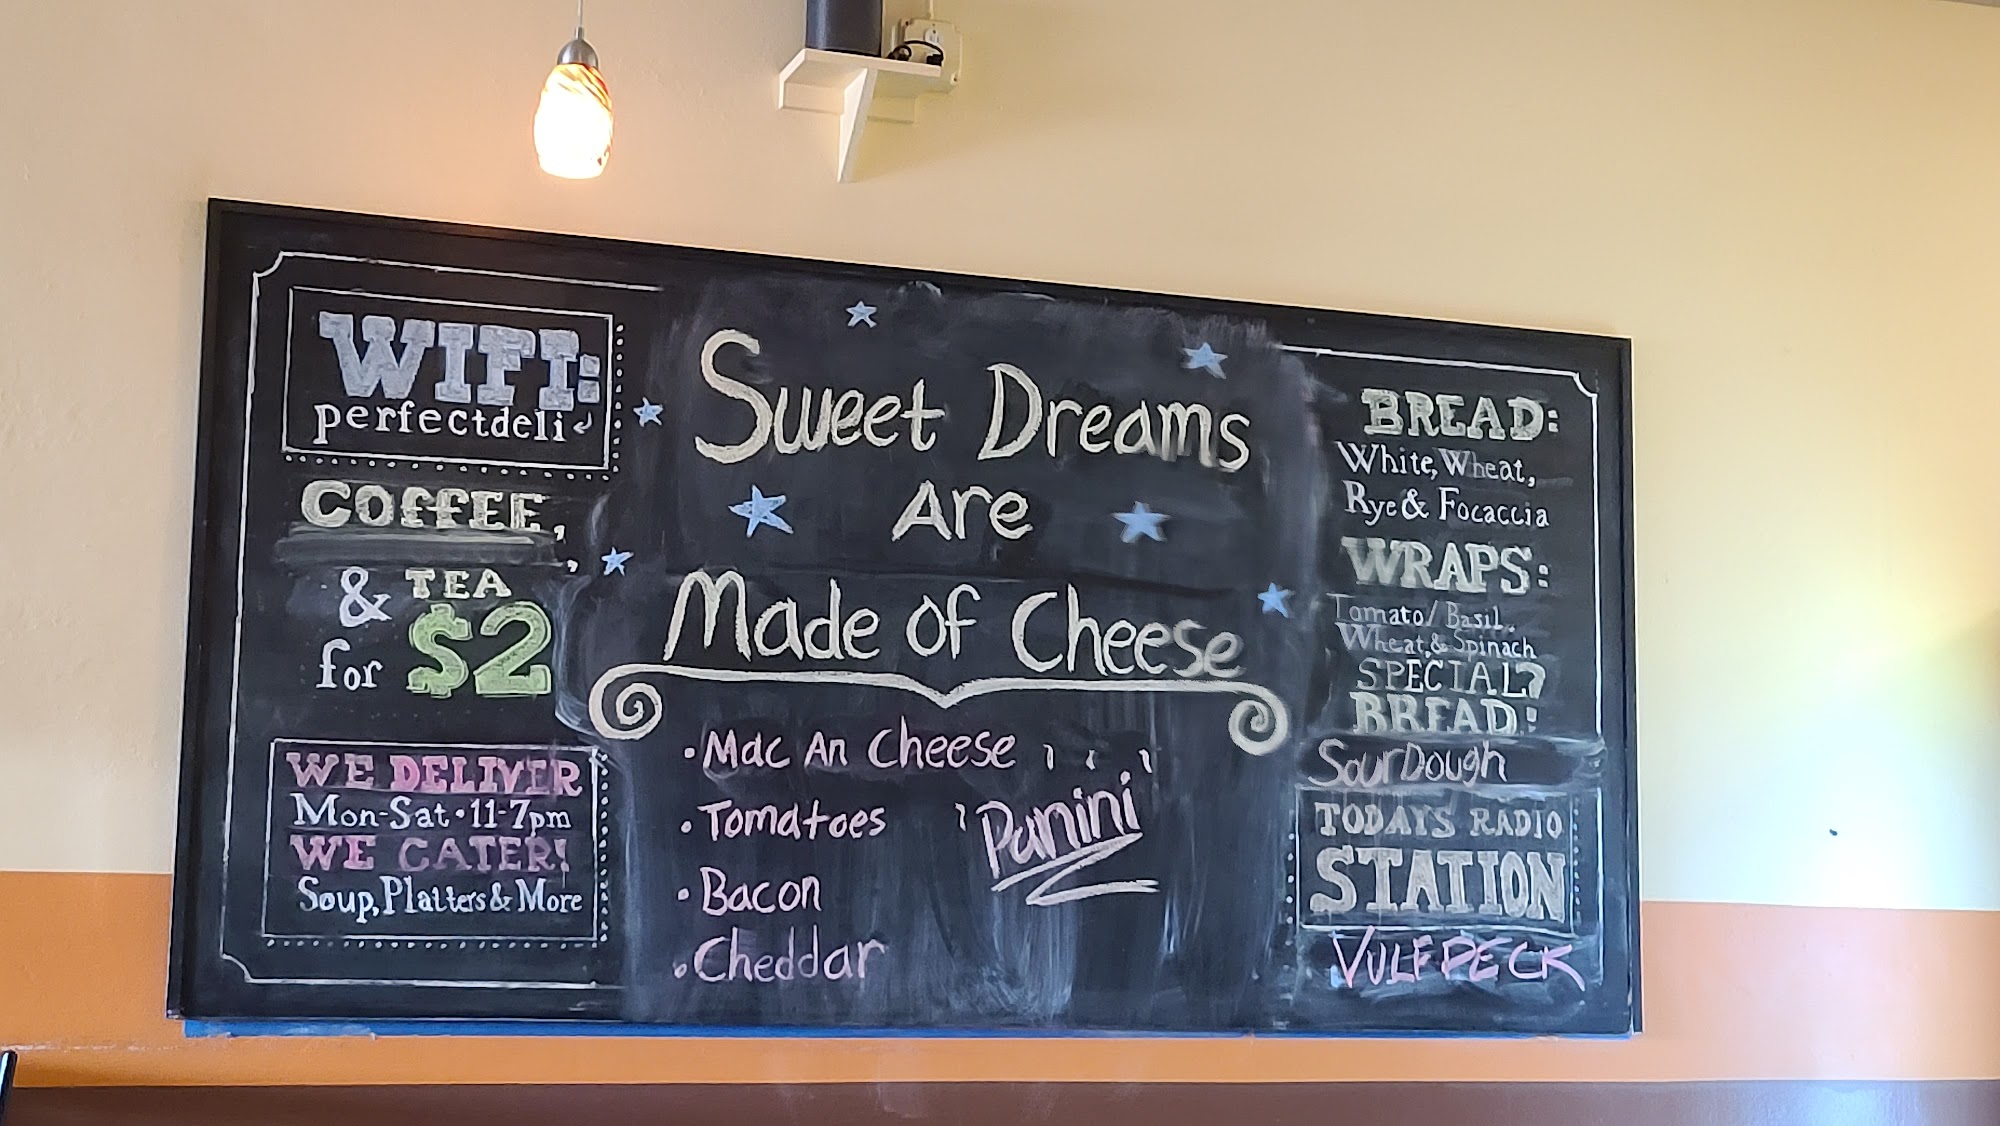 WIFI:
perfectdeli
COFFEE,
,
& TEA
for $2
WE DELIVER
Mon-Sat • 11-7pm
WE CATER!
Soup, Platters & More
Sweet Dreams
Are
Made of Cheese
• Mac An Cheese
• Tomatoes
• Bacon
• Cheddar
Panini
BREAD:
White, Wheat,
Rye & Focaccia
WRAPS:
Tomato/Basil,
Wheat, & Spinach
SPECIAL?
BREAD:
SourDough
TODAY'S RADIO
STATION
VULFPECK